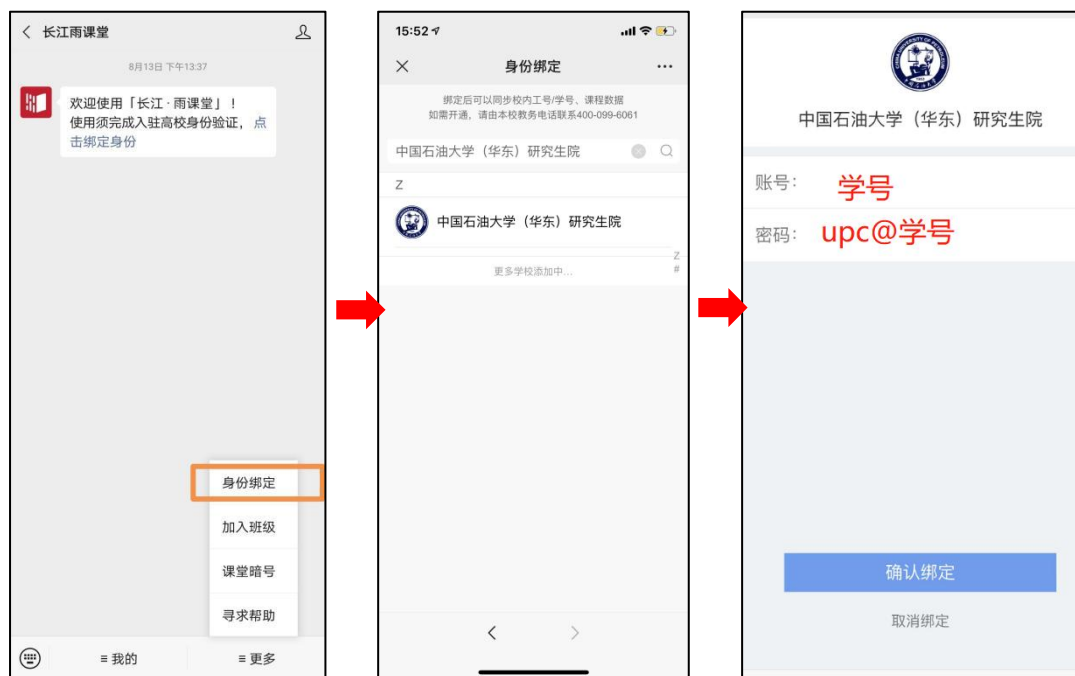 长江雨课堂
8月13日 下午13:37
欢迎使用「长江·雨课堂」！
使用须完成入驻高校身份验证，点
击绑定身份
身份绑定
加入班级
课堂暗号
寻求帮助
≡ 我的
≡ 更多
15:52
身份绑定
绑定后可以同步校内工号/学号、课程数据
如需开通，请由本校教务电话联系400-099-6061
中国石油大学（华东）研究生院
Z
中国石油大学（华东）研究生院
Z
#
更多学校添加中...
中国石油大学（华东）研究生院
账号： 学号
密码： upc@学号
确认绑定
取消绑定